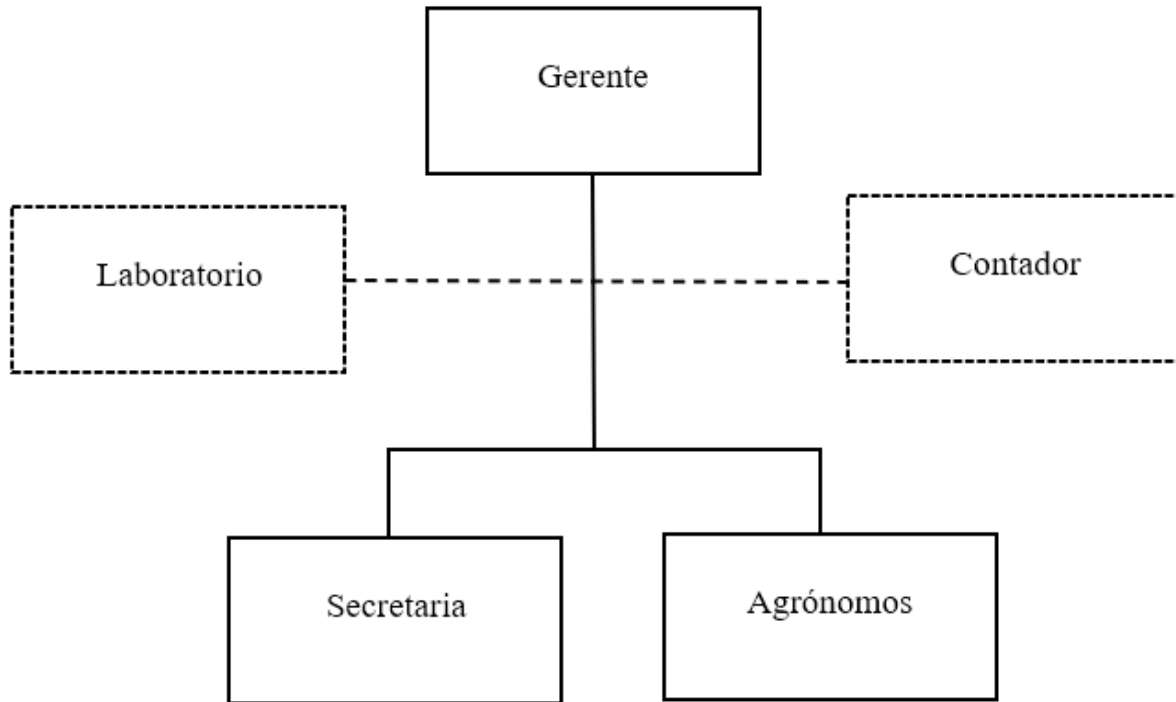 Gerente
Laboratorio
Contador
Secretaria
Agrónomos